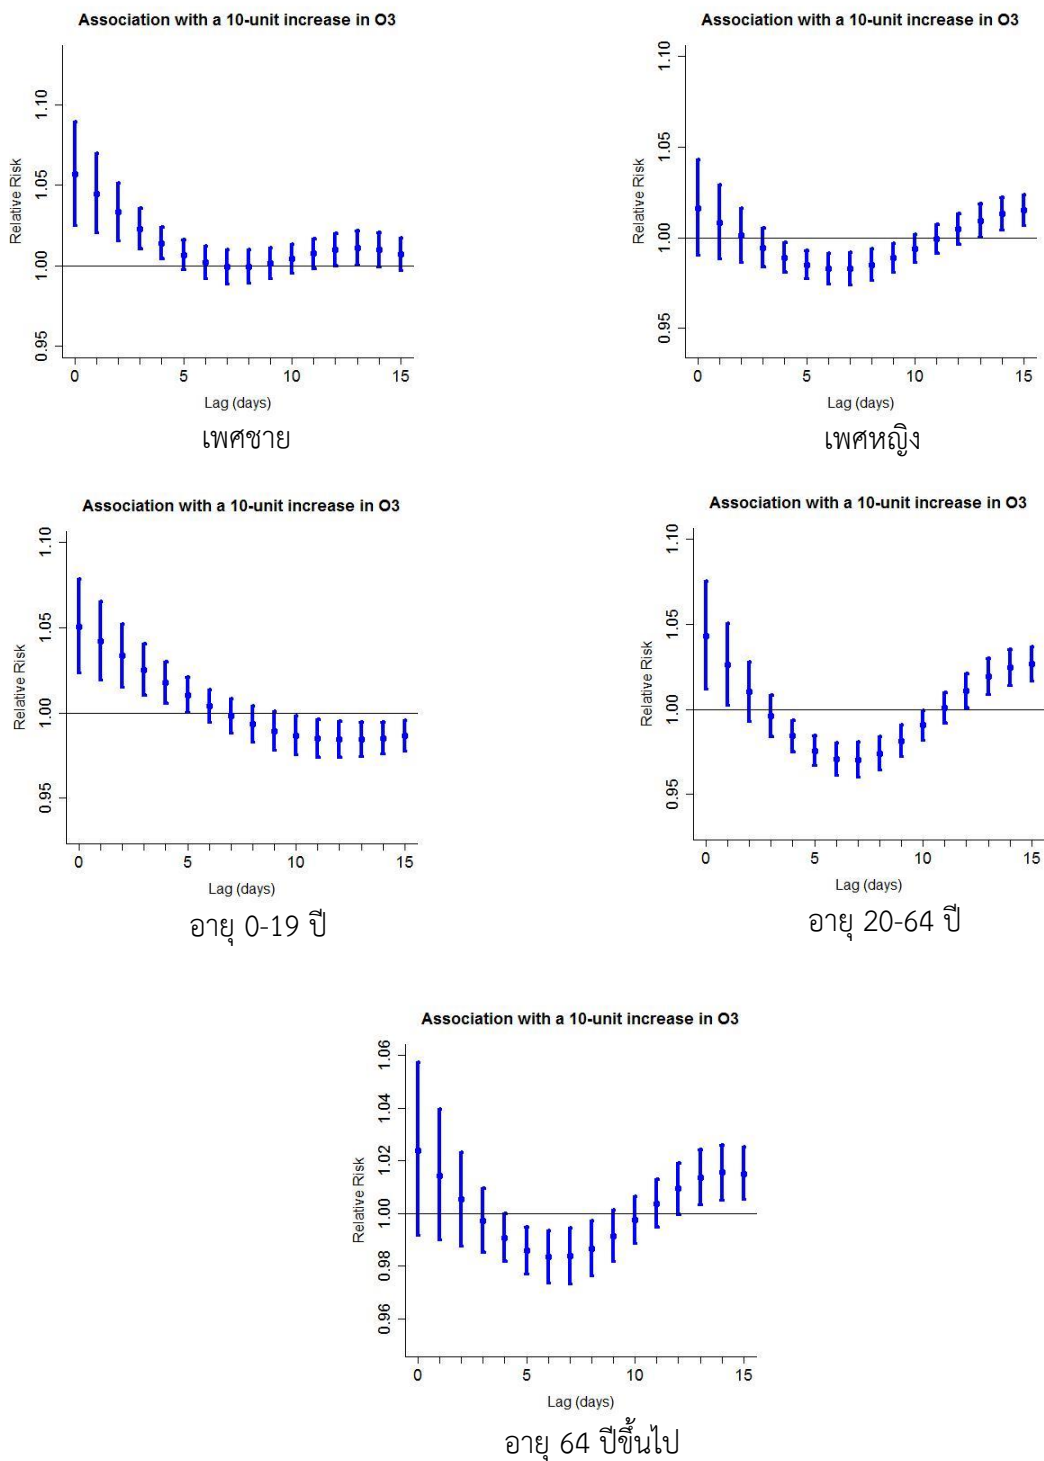 Association with a 10-unit increase in O3
Relative Risk
0.95 1.00 1.05 1.10
0 5 10 15
Lag (days)
เพศชาย
Association with a 10-unit increase in O3
Relative Risk
0.95 1.00 1.05 1.10
0 5 10 15
Lag (days)
เพศหญิง
Association with a 10-unit increase in O3
Relative Risk
0.95 1.00 1.05 1.10
0 5 10 15
Lag (days)
อายุ 0-19 ปี
Association with a 10-unit increase in O3
Relative Risk
0.95 1.00 1.05 1.10
0 5 10 15
Lag (days)
อายุ 20-64 ปี
Association with a 10-unit increase in O3
Relative Risk
0.96 0.98 1.00 1.02 1.04 1.06
0 5 10 15
Lag (days)
อายุ 64 ปีขึ้นไป